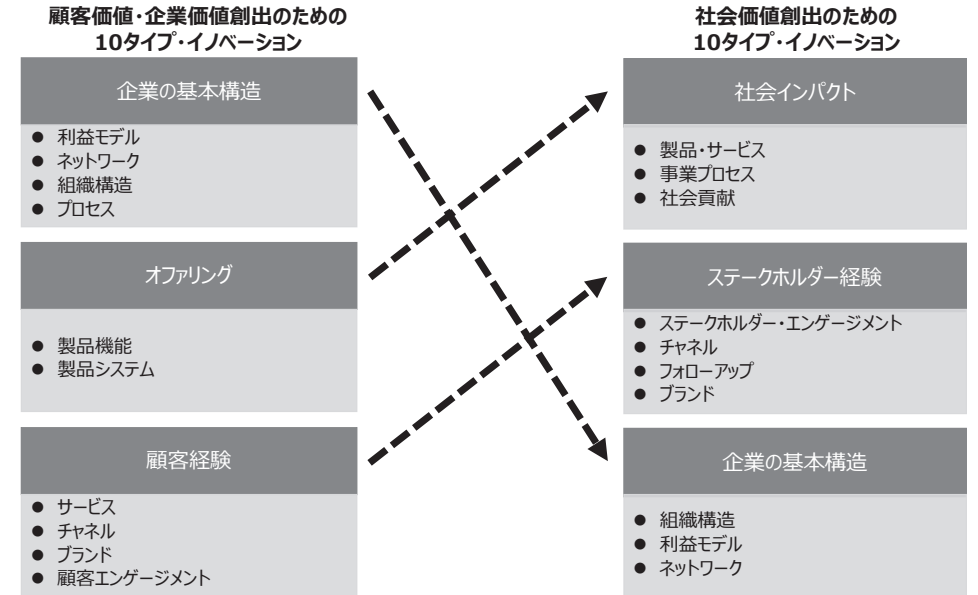 顧客価値・企業価値創出のための
10タイプ・イノベーション
企業の基本構造
● 利益モデル
● ネットワーク
● 組織構造
● プロセス
オファリング
● 製品機能
● 製品システム
顧客経験
● サービス
● チャネル
● ブランド
● 顧客エンゲージメント
社会価値創出のための
10タイプ・イノベーション
社会インパクト
● 製品・サービス
● 事業プロセス
● 社会貢献
ステークホルダー経験
● ステークホルダー・エンゲージメント
● チャネル
● フォローアップ
● ブランド
企業の基本構造
● 組織構造
● 利益モデル
● ネットワーク